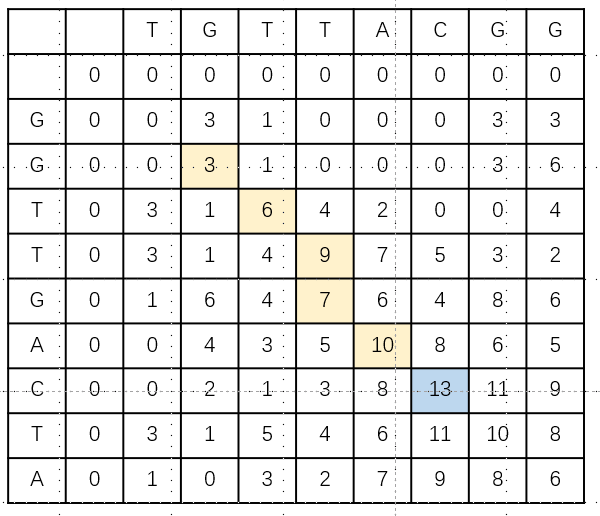 T G T T A C G G
0 0 0 0 0 0 0 0 0
G 0 0 3 1 0 0 0 3 3
G 0 0 3 1 0 0 0 3 6
T 0 3 1 6 4 2 0 0 4
T 0 3 1 4 9 7 5 3 2
G 0 1 6 4 7 6 4 8 6
A 0 0 4 3 5 10 8 6 5
C 0 0 2 1 3 8 13 11 9
T 0 3 1 5 4 6 11 10 8
A 0 1 0 3 2 7 9 8 6